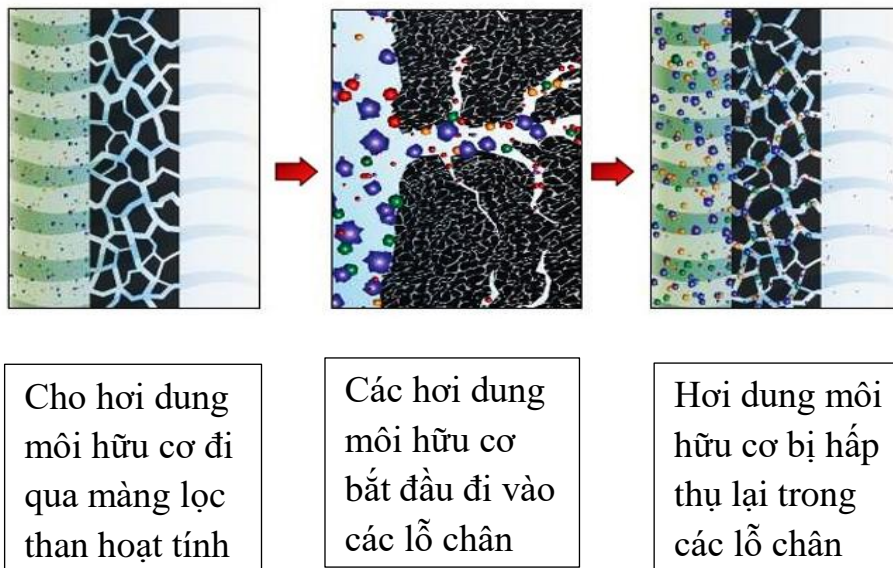 Cho hơi dung
môi hữu cơ đi
qua màng lọc
than hoạt tính
Các hơi dung
môi hữu cơ
bắt đầu đi vào
các lỗ chân
Hơi dung môi
hữu cơ bị hấp
thụ lại trong
các lỗ chân